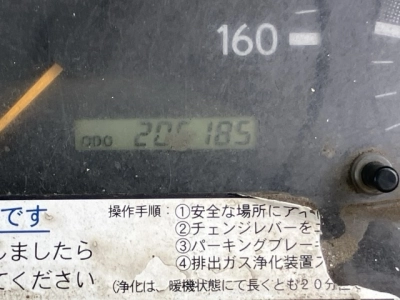 160
ODO 205185
です
しましたら
てください
操作手順：①安全な場所にアイ
②チェンジレバーを
③パーキングブレー
④排出ガス浄化装置
（浄化は、暖機状態にて長くとも20分